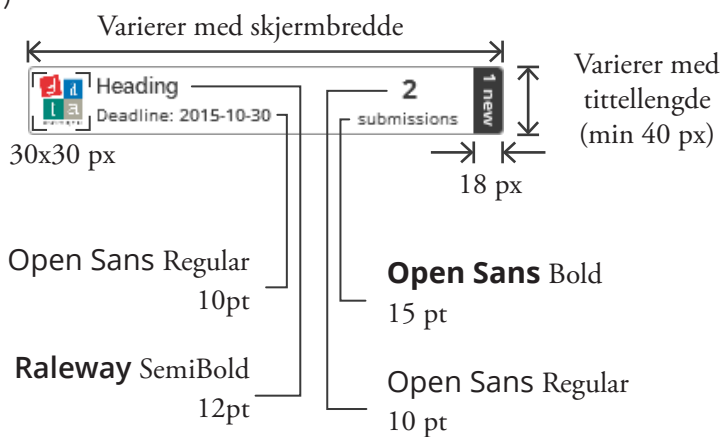 )
Varierer med skjermbredde
Heading
Deadline: 2015-10-30
2
submissions
1 new
Varierer med
tittellengde
(min 40 px)
30x30 px
18 px
Open Sans Regular
10pt
Open Sans Bold
15 pt
Raleway SemiBold
12pt
Open Sans Regular
10 pt